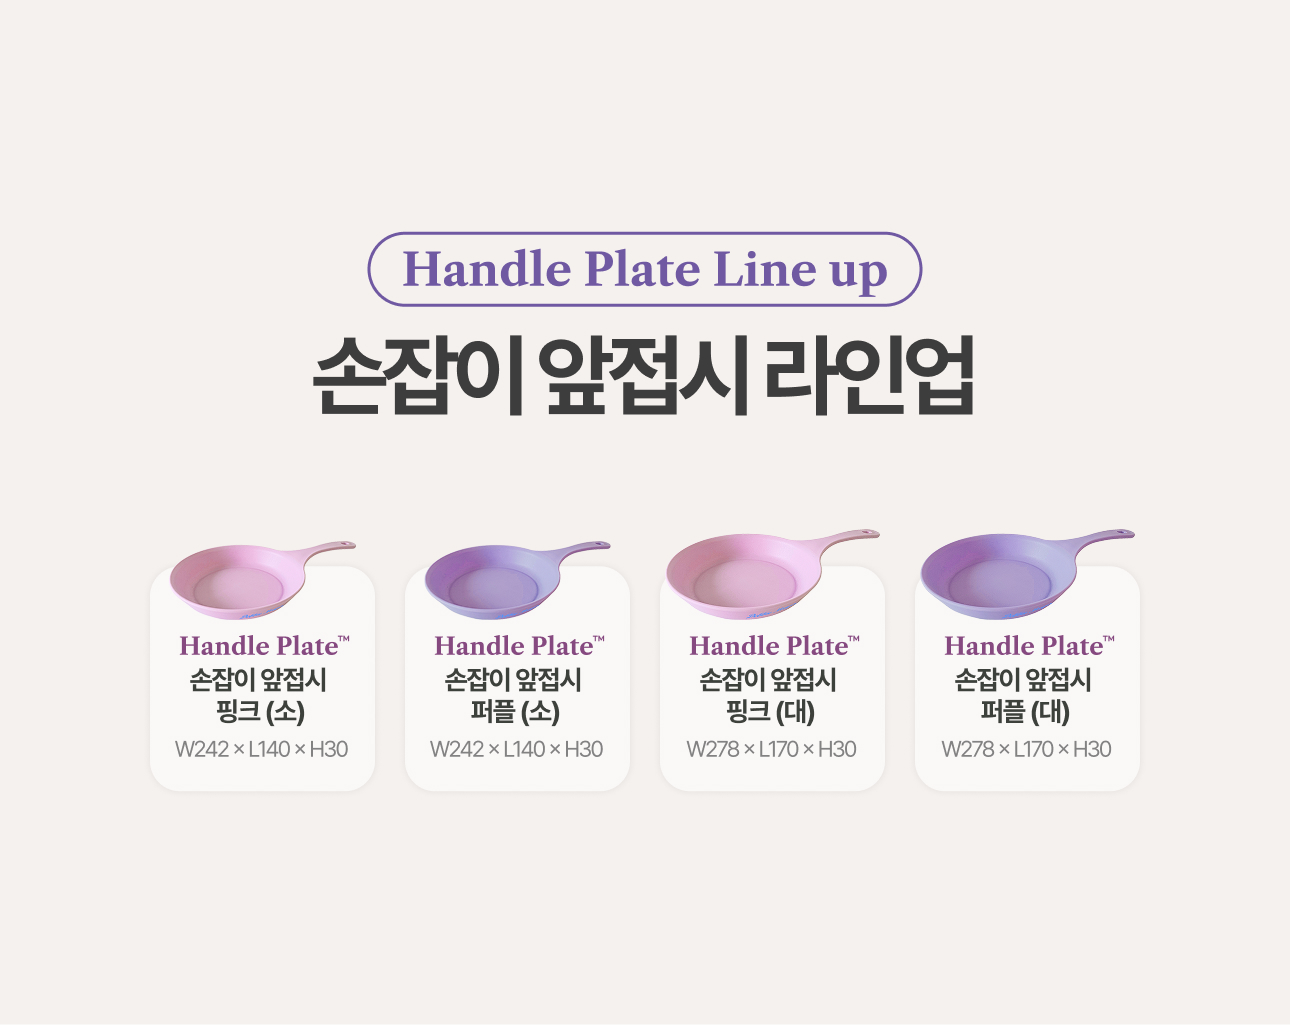 Handle Plate Line up
손잡이 앞접시 라인업
Handle Plate™
손잡이 앞접시
핑크 (소)
W242 × L140 × H30
Handle Plate™
손잡이 앞접시
퍼플 (소)
W242 × L140 × H30
Handle Plate™
손잡이 앞접시
핑크 (대)
W278 × L170 × H30
Handle Plate™
손잡이 앞접시
퍼플 (대)
W278 × L170 × H30